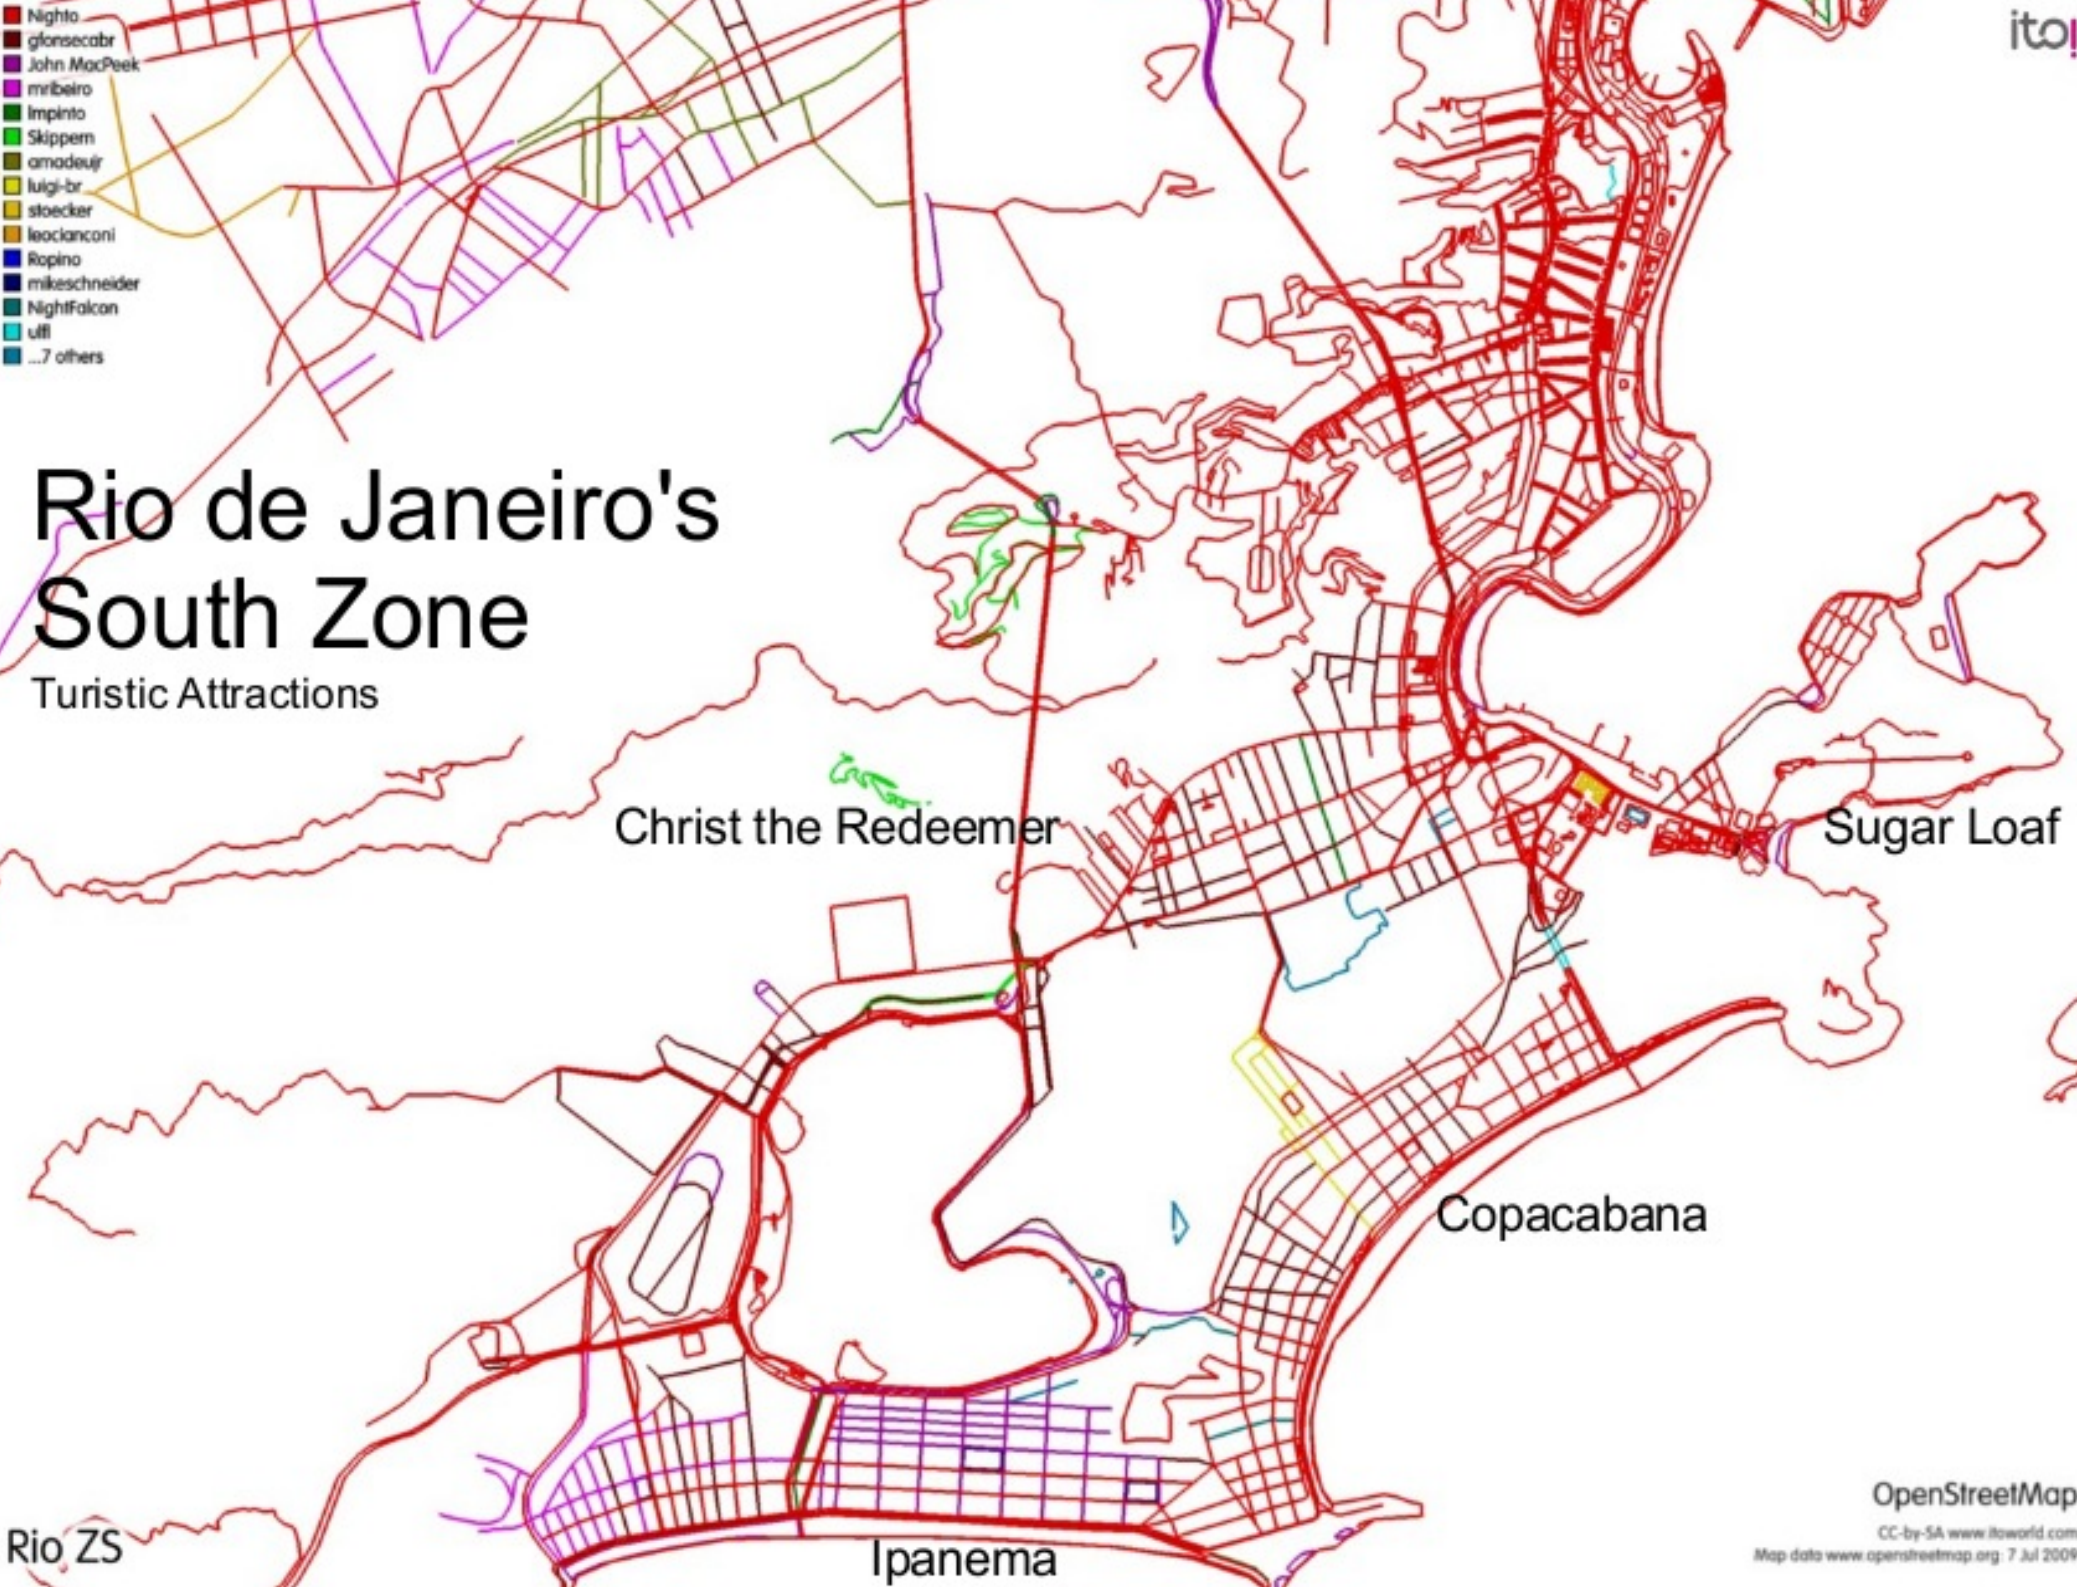 Nighto
gfonsecabr
John MacPeek
mribeiro
lmpinto
Skippern
amadeujr
luigi-br
stoecker
leocianconi
Ropino
mikeschneider
NightFalcon
ulfl
...7 others
ito!
Rio de Janeiro's
South Zone
Turistic Attractions
Christ the Redeemer
Sugar Loaf
Copacabana
Ipanema
Rio ZS
OpenStreetMap
CC-by-SA www.itoworld.com
Map data www.openstreetmap.org: 7 Jul 2009